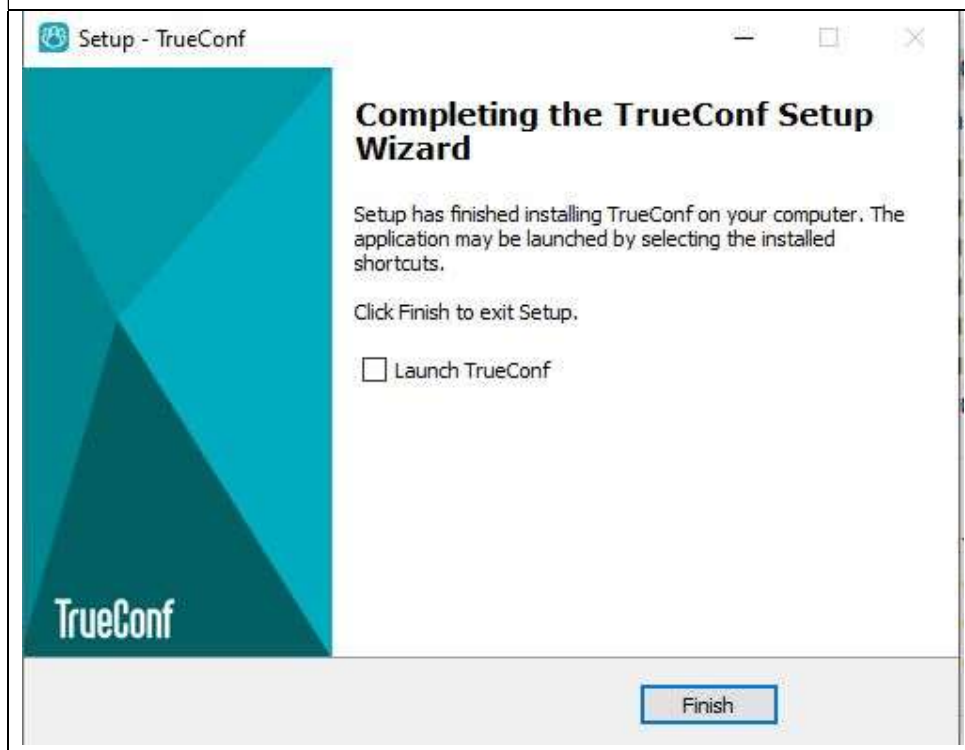 Setup - TrueConf
Completing the TrueConf Setup
Wizard
Setup has finished installing TrueConf on your computer. The
application may be launched by selecting the installed
shortcuts.
Click Finish to exit Setup.
Launch TrueConf
TrueConf
Finish